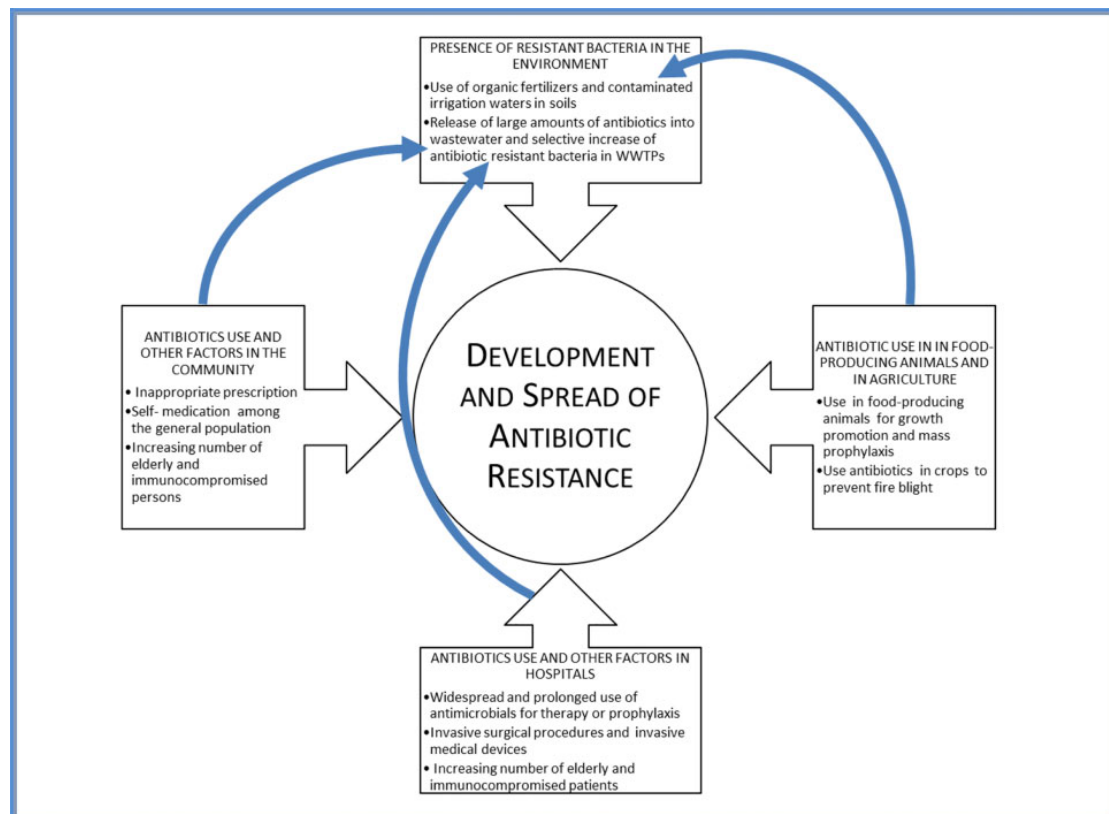 PRESENCE OF RESISTANT BACTERIA IN THE
ENVIRONMENT
•Use of organic fertilizers and contaminated
irrigation waters in soils
•Release of large amounts of antibiotics into
wastewater and selective increase of
antibiotic resistant bacteria in WWTPs
ANTIBIOTICS USE AND
OTHER FACTORS IN THE
COMMUNITY
• Inappropriate prescription
•Self- medication among
the general population
•Increasing number of
elderly and
immunocompromised
persons
DEVELOPMENT
AND SPREAD OF
ANTIBIOTIC
RESISTANCE
ANTIBIOTIC USE IN IN FOOD-
PRODUCING ANIMALS AND
IN AGRICULTURE
•Use in food-producing
animals for growth
promotion and mass
prophylaxis
•Use antibiotics in crops to
prevent fire blight
ANTIBIOTICS USE AND OTHER FACTORS IN
HOSPITALS
•Widespread and prolonged use of
antimicrobials for therapy or prophylaxis
•Invasive surgical procedures and invasive
medical devices
• Increasing number of elderly and
immunocompromised patients